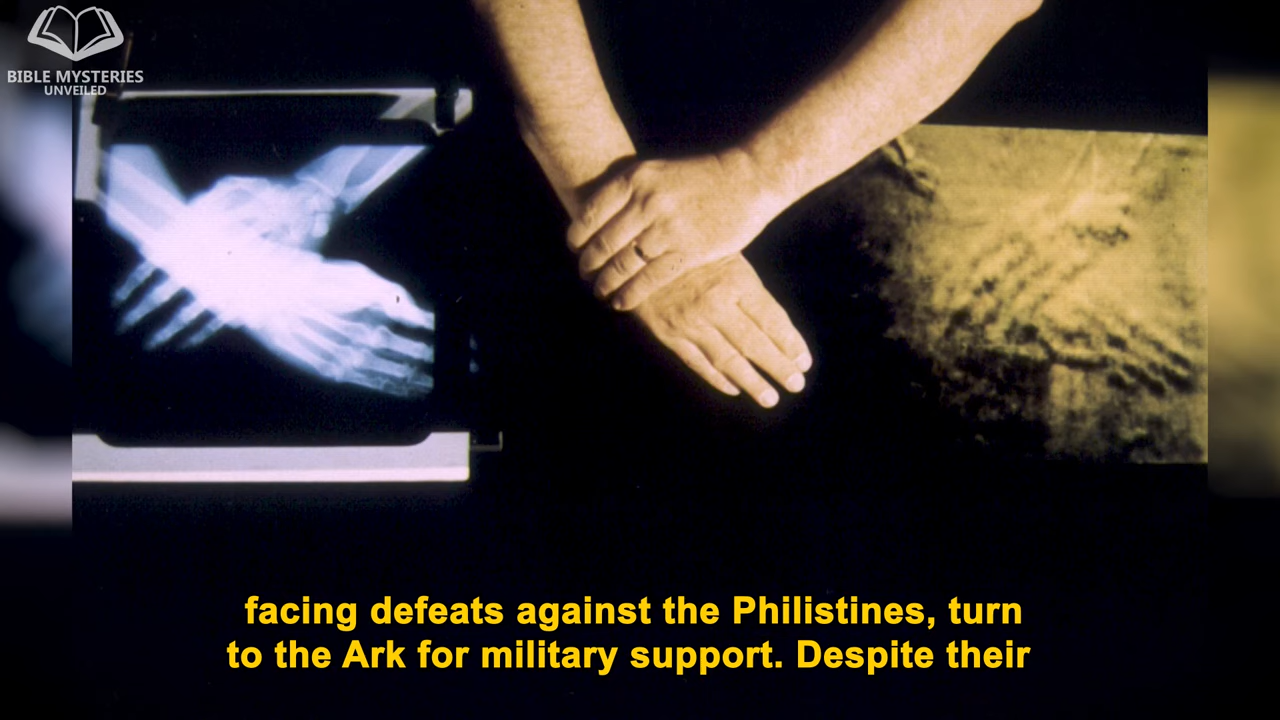 BIBLE MYSTERIES
UNVEILED
facing defeats against the Philistines, turn
to the Ark for military support. Despite their